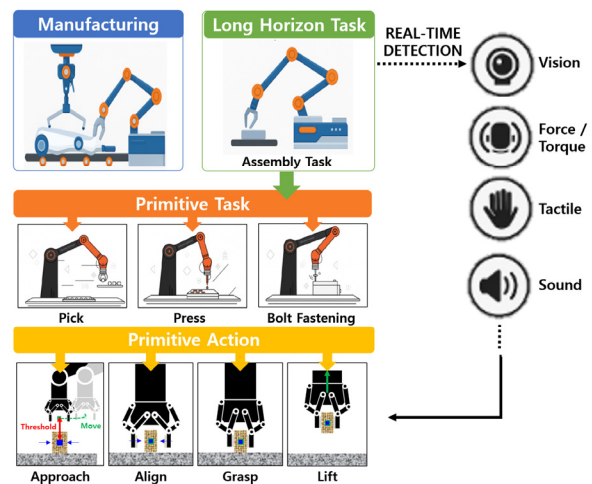 Manufacturing
Long Horizon Task
Assembly Task
REAL-TIME
DETECTION
Vision
Force /
Torque
Tactile
Sound
Primitive Task
Pick
Press
Bolt Fastening
Primitive Action
Threshold
Move
Approach
Align
Grasp
Lift